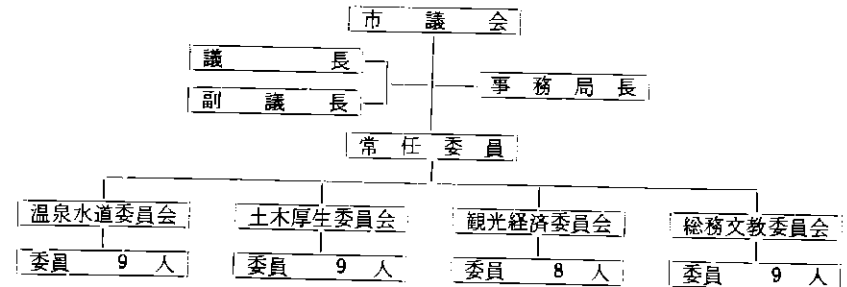 市議会
議長
副議長
事務局長
常任委員
温泉水道委員会
土木厚生委員会
観光経済委員会
総務文教委員会
委員 9人
委員 9人
委員 8人
委員 9人